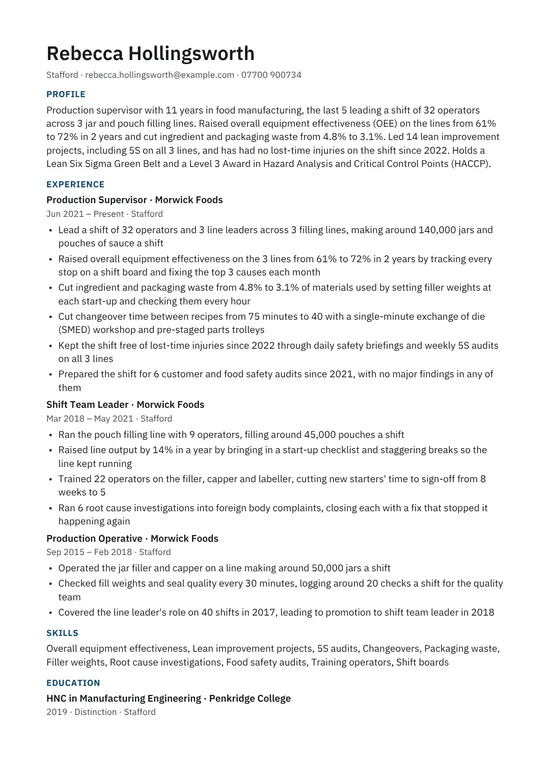 Rebecca Hollingsworth
Stafford · rebecca.hollingsworth@example.com · 07700 900734
PROFILE
Production supervisor with 11 years in food manufacturing, the last 5 leading a shift of 32 operators
across 3 jar and pouch filling lines. Raised overall equipment effectiveness (OEE) on the lines from 61%
to 72% in 2 years and cut ingredient and packaging waste from 4.8% to 3.1%. Led 14 lean improvement
projects, including 5S on all 3 lines, and has had no lost-time injuries on the shift since 2022. Holds a
Lean Six Sigma Green Belt and a Level 3 Award in Hazard Analysis and Critical Control Points (HACCP).
EXPERIENCE
Production Supervisor · Morwick Foods
Jun 2021 – Present · Stafford
• Lead a shift of 32 operators and 3 line leaders across 3 filling lines, making around 140,000 jars and
pouches of sauce a shift
• Raised overall equipment effectiveness on the 3 lines from 61% to 72% in 2 years by tracking every
stop on a shift board and fixing the top 3 causes each month
• Cut ingredient and packaging waste from 4.8% to 3.1% of materials used by setting filler weights at
each start-up and checking them every hour
• Cut changeover time between recipes from 75 minutes to 40 with a single-minute exchange of die
(SMED) workshop and pre-staged parts trolleys
• Kept the shift free of lost-time injuries since 2022 through daily safety briefings and weekly 5S audits
on all 3 lines
• Prepared the shift for 6 customer and food safety audits since 2021, with no major findings in any of
them
Shift Team Leader · Morwick Foods
Mar 2018 – May 2021 · Stafford
• Ran the pouch filling line with 9 operators, filling around 45,000 pouches a shift
• Raised line output by 14% in a year by bringing in a start-up checklist and staggering breaks so the
line kept running
• Trained 22 operators on the filler, capper and labeller, cutting new starters' time to sign-off from 8
weeks to 5
• Ran 6 root cause investigations into foreign body complaints, closing each with a fix that stopped it
happening again
Production Operative · Morwick Foods
Sep 2015 – Feb 2018 · Stafford
• Operated the jar filler and capper on a line making around 50,000 jars a shift
• Checked fill weights and seal quality every 30 minutes, logging around 20 checks a shift for the quality
team
• Covered the line leader's role on 40 shifts in 2017, leading to promotion to shift team leader in 2018
SKILLS
Overall equipment effectiveness, Lean improvement projects, 5S audits, Changeovers, Packaging waste,
Filler weights, Root cause investigations, Food safety audits, Training operators, Shift boards
EDUCATION
HNC in Manufacturing Engineering · Penkridge College
2019 · Distinction · Stafford